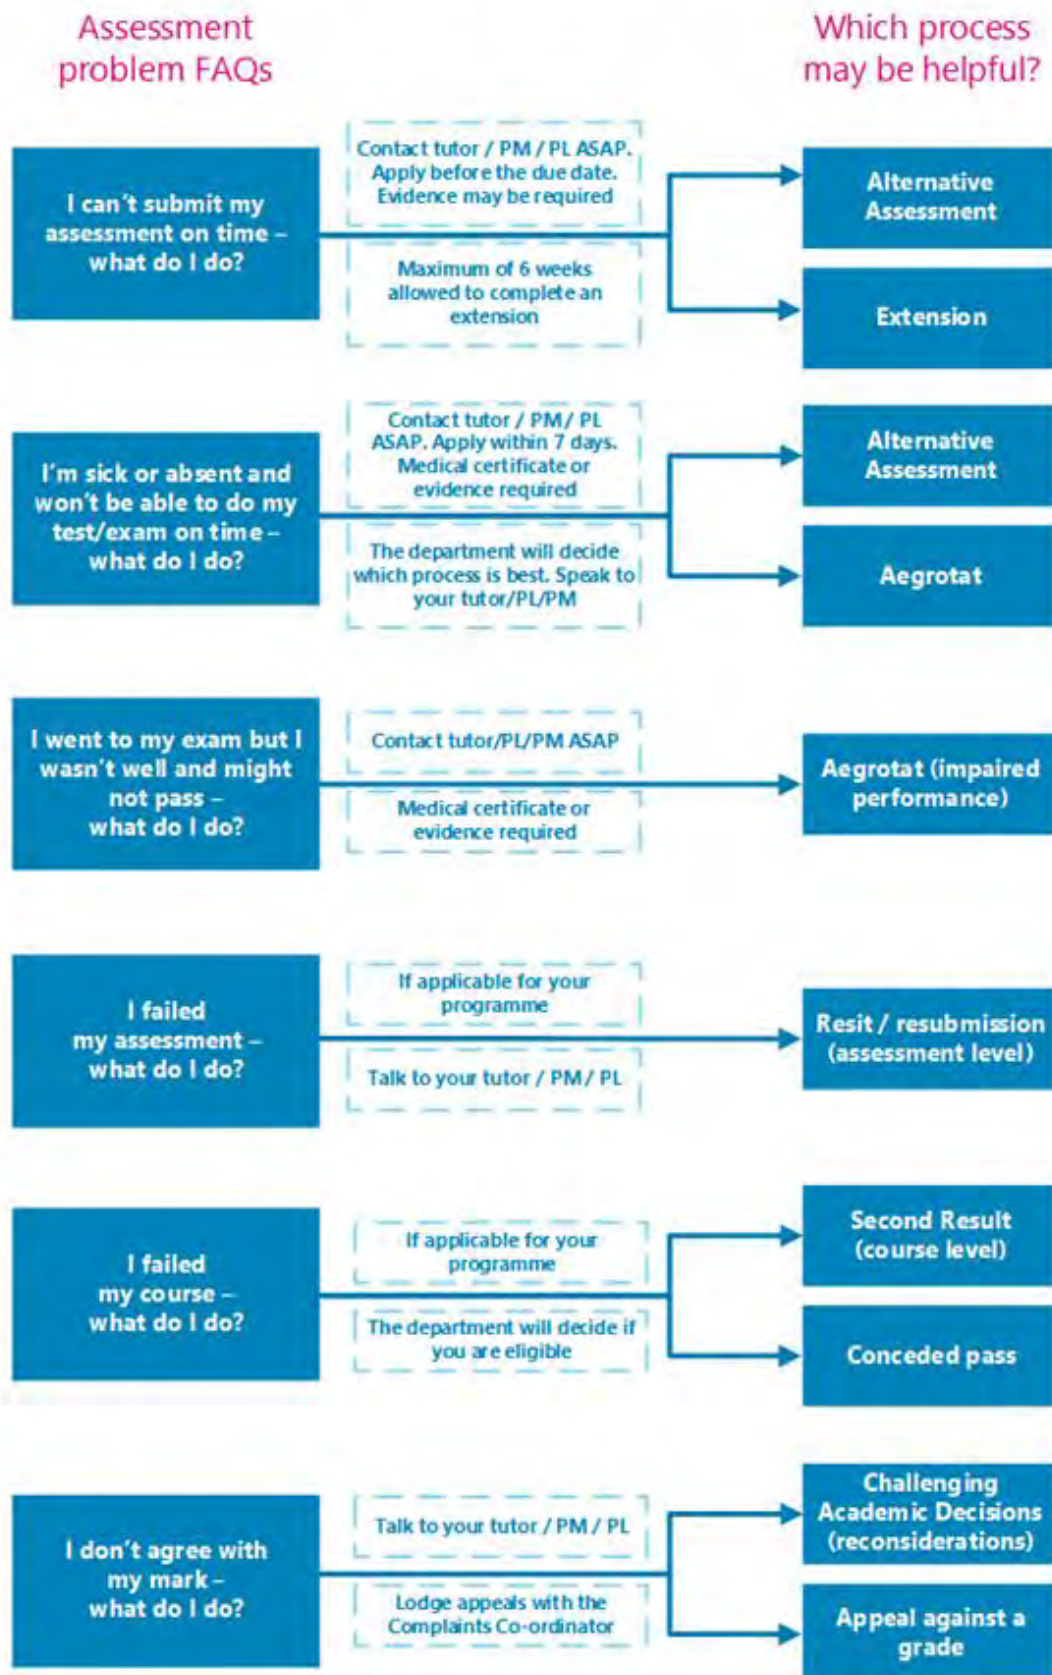 Assessment
problem FAQs
Which process
may be helpful?
I can't submit my
assessment on time –
what do I do?
Contact tutor / PM / PL ASAP.
Apply before the due date.
Evidence may be required
Maximum of 6 weeks
allowed to complete an
extension
Alternative
Assessment
Extension
I'm sick or absent and
won't be able to do my
test/exam on time –
what do I do?
Contact tutor / PM / PL
ASAP. Apply within 7 days.
Medical certificate or
evidence required
The department will decide
which process is best. Speak to
your tutor/PL/PM
Alternative
Assessment
Aegrotat
I went to my exam but I
wasn't well and might
not pass –
what do I do?
Contact tutor/PL/PM ASAP
Medical certificate or
evidence required
Aegrotat (impaired
performance)
I failed
my assessment –
what do I do?
If applicable for your
programme
Talk to your tutor / PM / PL
Resit / resubmission
(assessment level)
I failed
my course –
what do I do?
If applicable for your
programme
The department will decide if
you are eligible
Second Result
(course level)
Conceded pass
I don't agree with
my mark –
what do I do?
Talk to your tutor / PM / PL
Lodge appeals with the
Complaints Co-ordinator
Challenging
Academic Decisions
(reconsiderations)
Appeal against a
grade